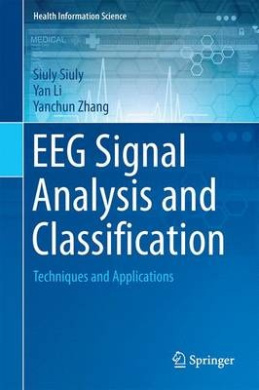 Health Information Science
MEDICAL
Siuly Siuly
Yan Li
Yanchun Zhang
EEG Signal
Analysis and
Classification
Techniques and Applications
Springer